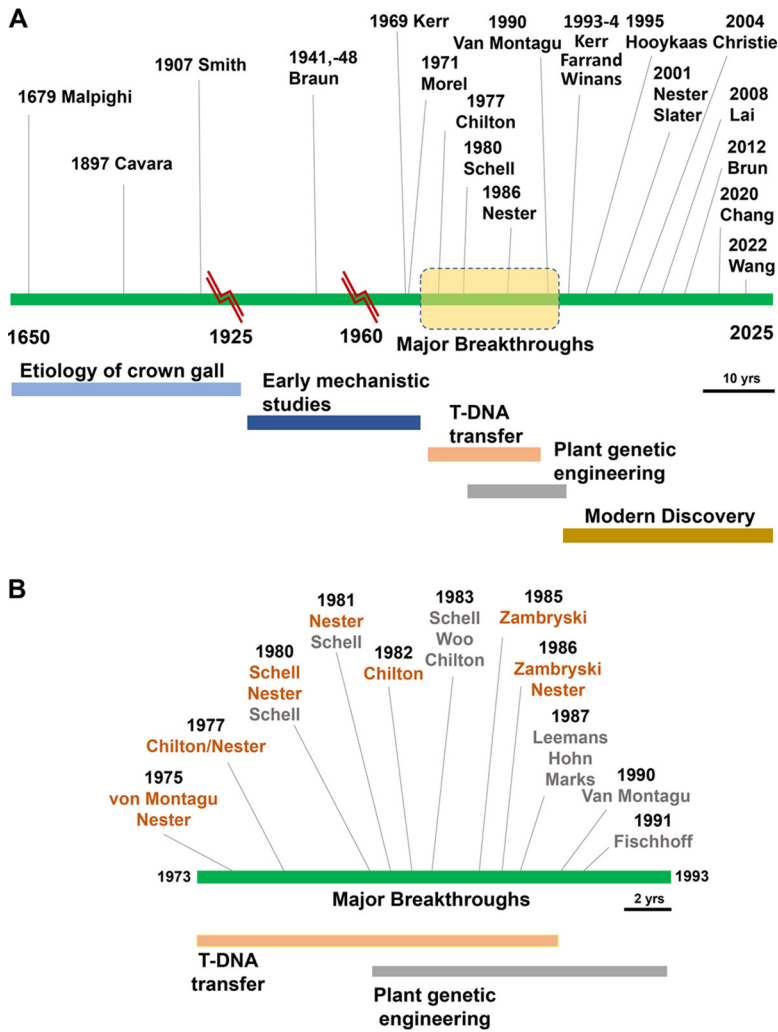 A
1679 Malpighi
1897 Cavara
1907 Smith
1941,-48
Braun
1969 Kerr
1971
Morel
1977
Chilton
1980
Schell
1986
Nester
1990
Van Montagu
1993-4
Kerr
Farrand
Winans
1995
Hooykaas
2001
Nester
Slater
2004
Christie
2008
Lai
2012
Brun
2020
Chang
2022
Wang
1650
1925
1960
Major Breakthroughs
2025
10 yrs
Etiology of crown gall
Early mechanistic
studies
T-DNA
transfer
Plant genetic
engineering
Modern Discovery
B
1975
von Montagu
Nester
1977
Chilton/Nester
1980
Schell
Nester
Schell
1981
Nester
Schell
1982
Chilton
1983
Schell
Woo
Chilton
1985
Zambryski
1986
Zambryski
Nester
1987
Leemans
Hohn
Marks
1990
Van Montagu
1991
Fischhoff
1973
1993
Major Breakthroughs
2 yrs
T-DNA
transfer
Plant genetic
engineering